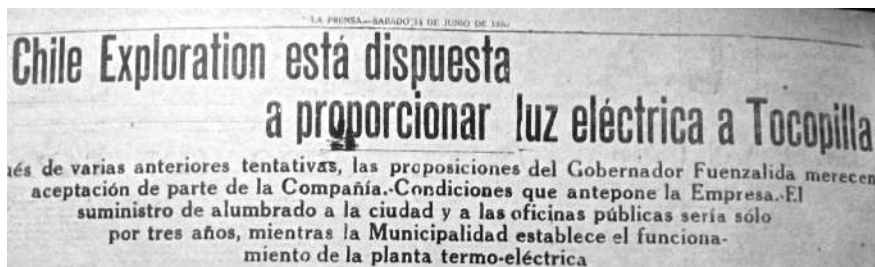 LA PRENSA.—SABADO 14 DE JUNIO DE
Chile Exploration está dispuesta
a proporcionar luz eléctrica a Tocopilla
ués de varias anteriores tentativas, las proposiciones del Gobernador Fuenzalida merecen
aceptación de parte de la Compañía.-Condiciones que antepone la Empresa.-El
suministro de alumbrado a la ciudad y a las oficinas públicas sería sólo
por tres años, mientras la Municipalidad establece el funciona-
miento de la planta termo-eléctrica